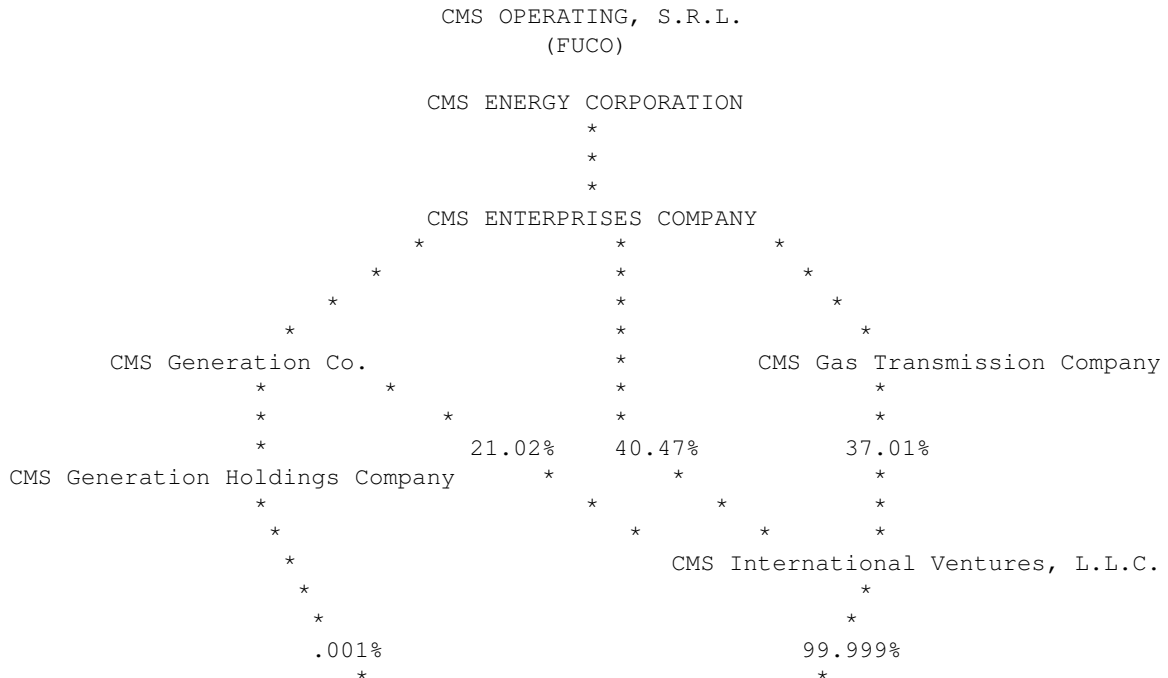 CMS OPERATING, S.R.L.
(FUCO)
CMS ENERGY CORPORATION
*
*
*
CMS ENTERPRISES COMPANY
* * *
* * *
* * *
* * *
CMS Generation Co. * CMS Gas Transmission Company
* * * *
* * * *
* 21.02% 40.47% 37.01%
CMS Generation Holdings Company * * *
* * * *
* * * *
* CMS International Ventures, L.L.C.
* *
* *
.001% 99.999%
* *